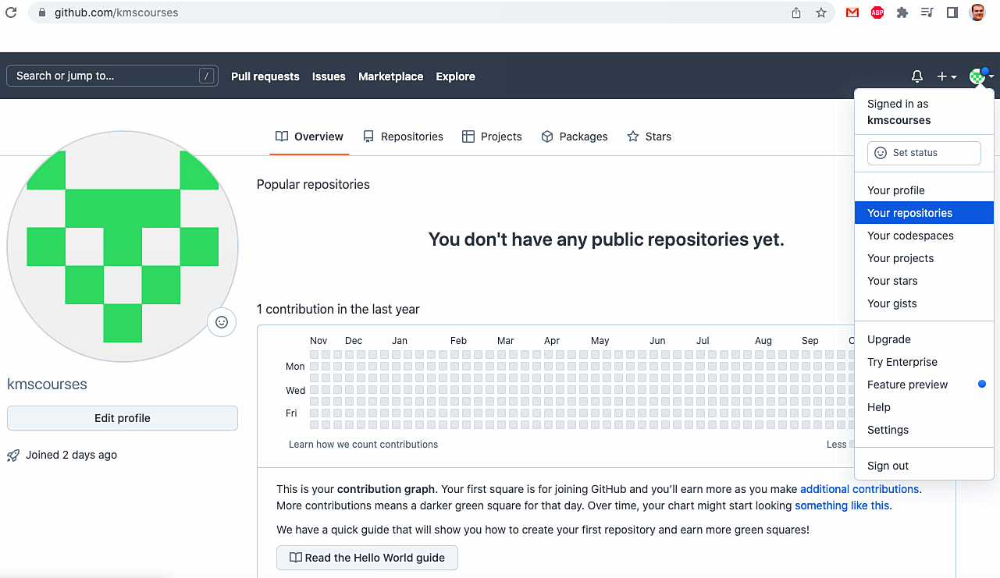 github.com/kmscourses
ABP
Search or jump to... /
Pull requests Issues Marketplace Explore
Signed in as
kmscourses
Set status
Your profile
Your repositories
Your codespaces
Your projects
Your stars
Your gists
Upgrade
Try Enterprise
Feature preview
Help
Settings
Sign out
Overview Repositories Projects Packages Stars
Popular repositories
You don't have any public repositories yet.
1 contribution in the last year
Nov Dec Jan Feb Mar Apr May Jun Jul Aug Sep
Mon
Wed
Fri
Learn how we count contributions Less
This is your contribution graph. Your first square is for joining GitHub and you’ll earn more as you make additional contributions.
More contributions means a darker green square for that day. Over time, your chart might start looking something like this.
We have a quick guide that will show you how to create your first repository and earn more green squares!
Read the Hello World guide
kmscourses
Edit profile
Joined 2 days ago